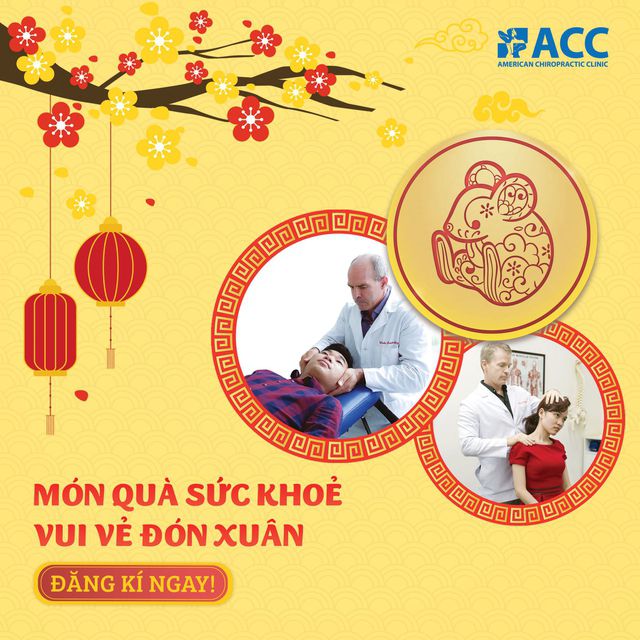 ACC
AMERICAN CHIROPRACTIC CLINIC
MÓN QUÀ SỨC KHOẺ
VUI VẺ ĐÓN XUÂN
ĐĂNG KÍ NGAY!